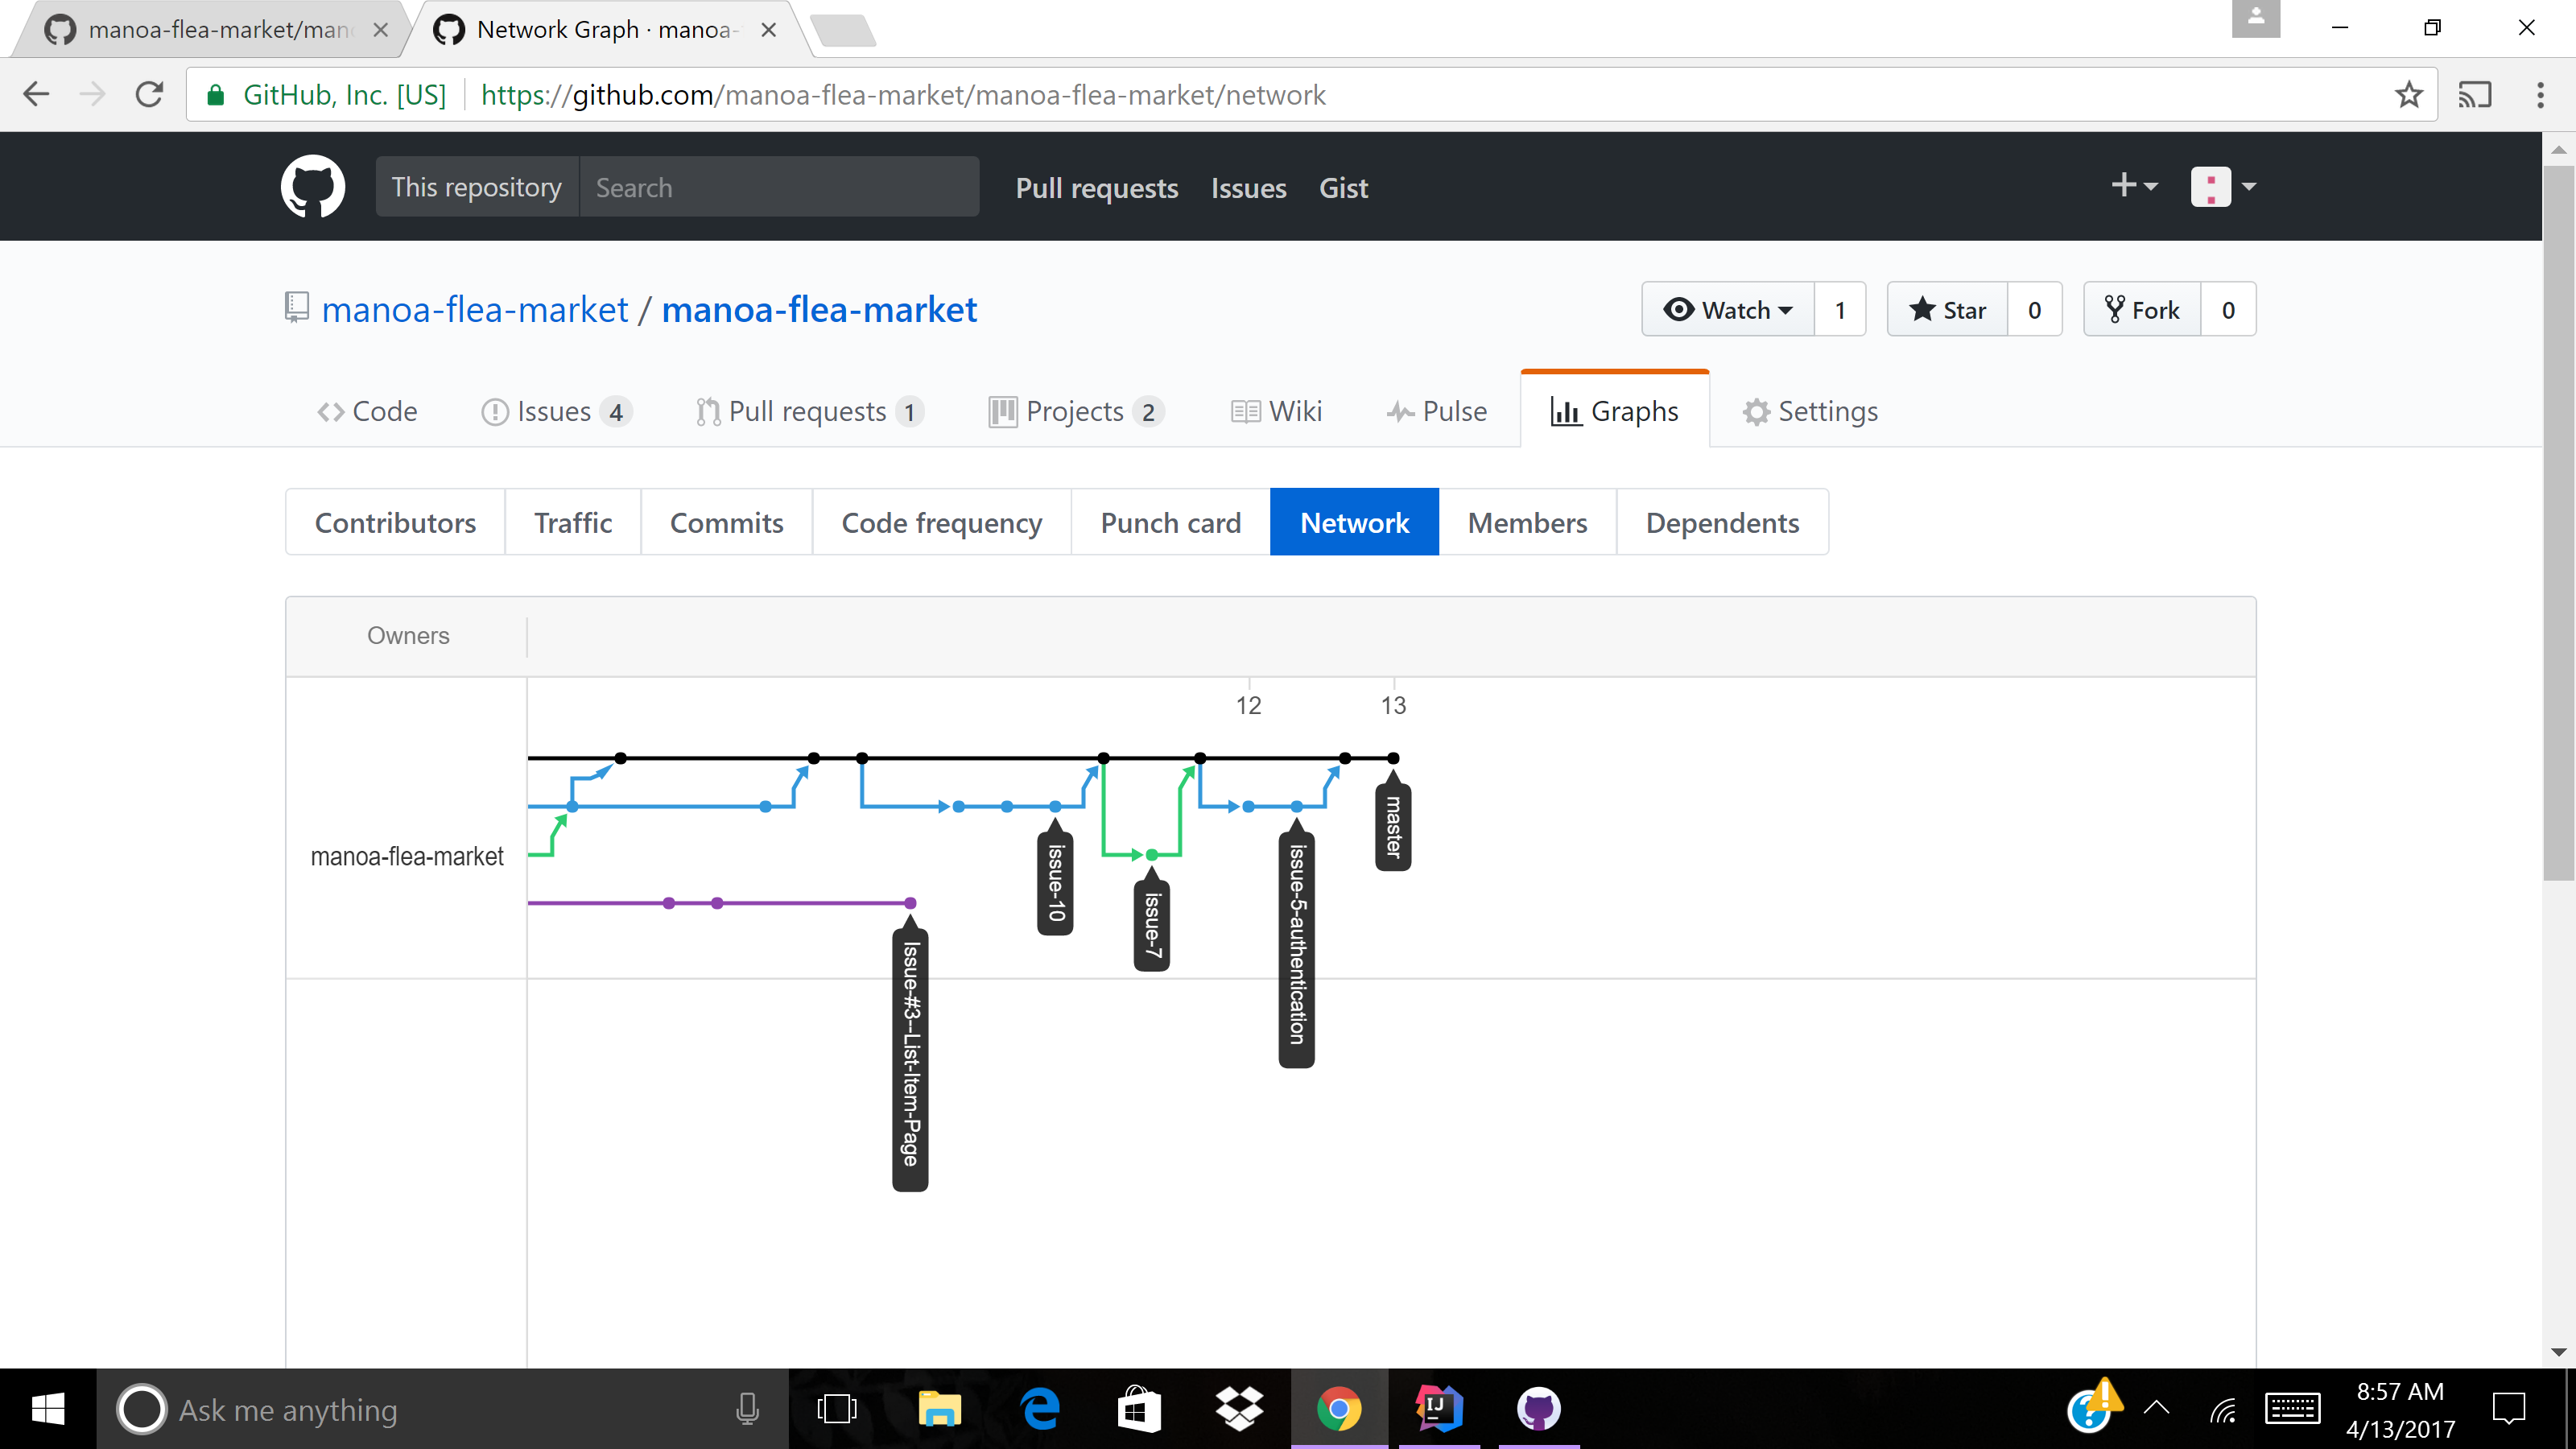 manoa-flea-market/man
Network Graph · manoa-
GitHub, Inc. [US]
https://github.com/manoa-flea-market/manoa-flea-market/network
This repository
Search
Pull requests
Issues
Gist
manoa-flea-market / manoa-flea-market
Watch 1
Star 0
Fork 0
Code
Issues 4
Pull requests 1
Projects 2
Wiki
Pulse
Graphs
Settings
Contributors
Traffic
Commits
Code frequency
Punch card
Network
Members
Dependents
Owners
12
13
manoa-flea-market
master
issue-10
issue-7
issue-5-authentication
Issue-#3--List-Item-Page
Ask me anything
IJ
8:57 AM
4/13/2017